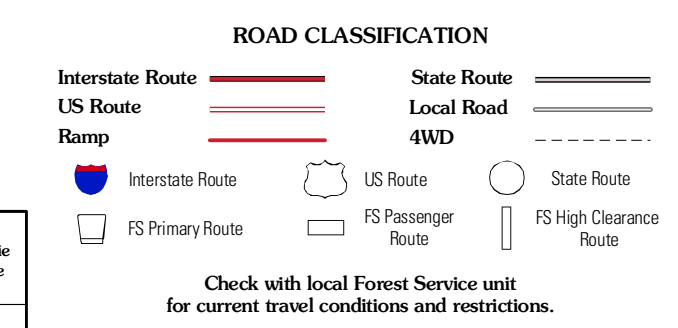 ROAD CLASSIFICATION
Interstate Route
State Route
US Route
Local Road
Ramp
4WD
Interstate Route
US Route
State Route
FS Primary Route
FS Passenger
Route
FS High Clearance
Route
Check with local Forest Service unit
for current travel conditions and restrictions.